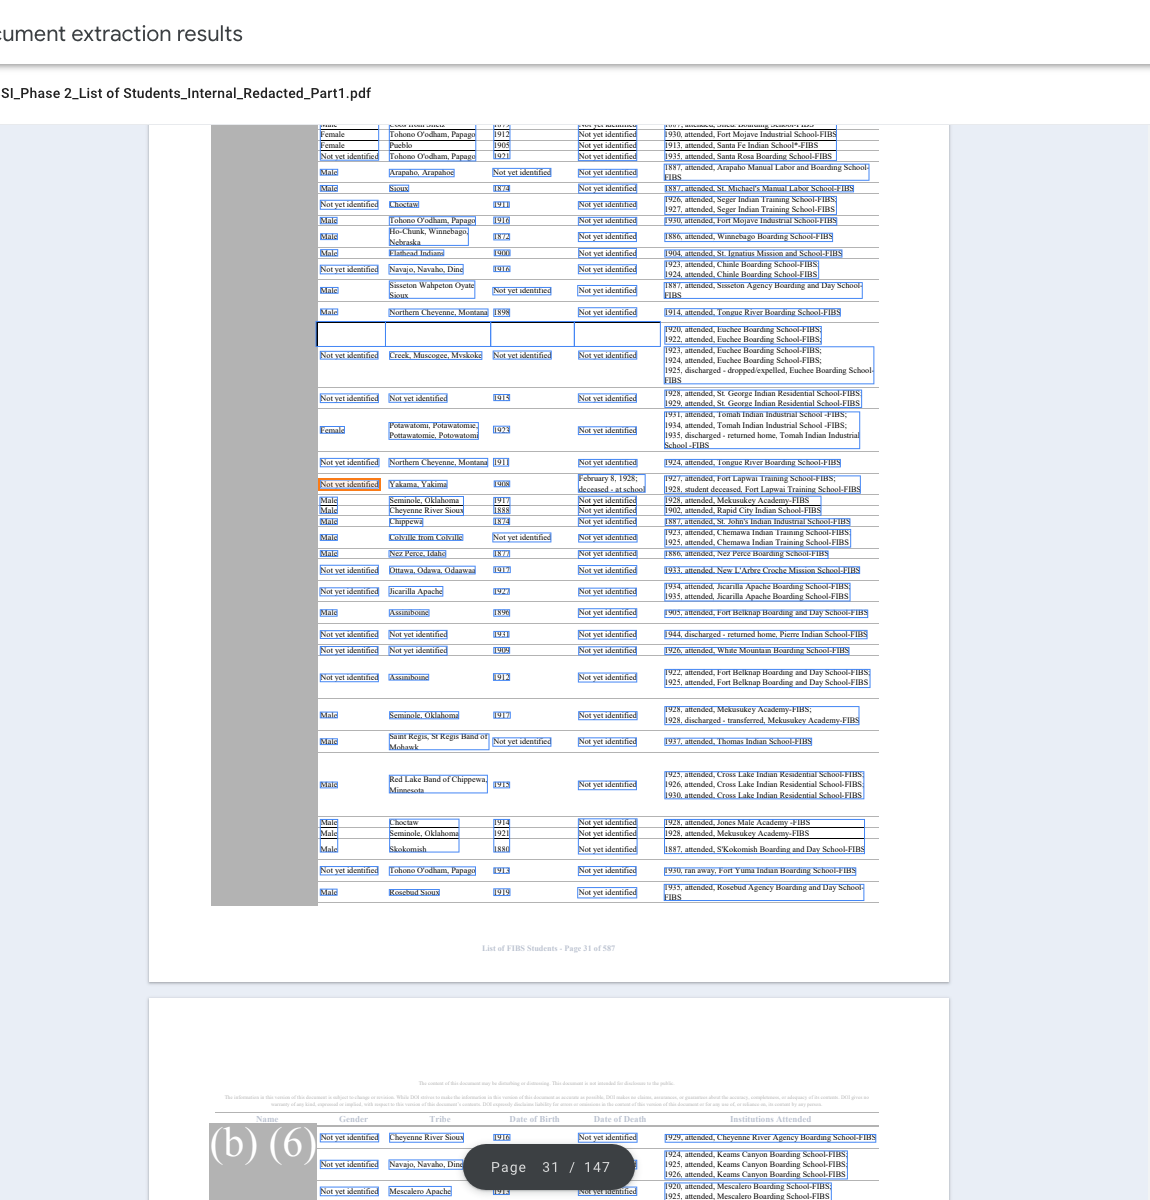 cument extraction results
SI_Phase 2_List of Students_Internal_Redacted_Part1.pdf
Female Tohono O'odham, Papago 1912 Not yet identified 1930, attended, Fort Mojave Industrial School-FIBS
Female Pueblo 1905 Not yet identified 1913, attended, Santa Fe Indian School*-FIBS
Not yet identified Tohono O'odham, Papago 1921 Not yet identified 1935, attended, Santa Rosa Boarding School-FIBS
Male Arapaho, Arapahoe Not yet identified Not yet identified 1887, attended, Arapaho Manual Labor and Boarding School-
FIBS
Male Sioux 1874 Not yet identified 1887, attended, St. Michael's Manual Labor School-FIBS
Not yet identified Choctaw 1911 Not yet identified 1926, attended, Seger Indian Training School-FIBS;
1927, attended, Seger Indian Training School-FIBS
Male Tohono O'odham, Papago 1916 Not yet identified 1930, attended, Fort Mojave Industrial School-FIBS
Male Ho-Chunk, Winnebago,
Nebraska 1872 Not yet identified 1886, attended, Winnebago Boarding School-FIBS
Male Flathead Indians 1900 Not yet identified 1904, attended, St. Ignatius Mission and School-FIBS
Not yet identified Navajo, Navaho, Dine 1916 Not yet identified 1923, attended, Chinle Boarding School-FIBS;
1924, attended, Chinle Boarding School-FIBS
Male Sisseton Wahpeton Oyate
Sioux Not yet identified Not yet identified 1887, attended, Sisseton Agency Boarding and Day School-
FIBS
Male Northern Cheyenne, Montana 1898 Not yet identified 1914, attended, Tongue River Boarding School-FIBS
1920, attended, Euchee Boarding School-FIBS;
1922, attended, Euchee Boarding School-FIBS;
Not yet identified Creek, Muscogee, Mvskoke Not yet identified Not yet identified 1923, attended, Euchee Boarding School-FIBS;
1924, attended, Euchee Boarding School-FIBS;
1925, discharged - dropped/expelled, Euchee Boarding School-
FIBS
Not yet identified Not yet identified 1915 Not yet identified 1928, attended, St. George Indian Residential School-FIBS;
1929, attended, St. George Indian Residential School-FIBS
Female Potawatomi, Potawatomie,
Pottawatomie, Potowatomi 1923 Not yet identified 1931, attended, Tomah Indian Industrial School -FIBS;
1934, attended, Tomah Indian Industrial School -FIBS;
1935, discharged - returned home, Tomah Indian Industrial
School -FIBS
Not yet identified Northern Cheyenne, Montana 1911 Not yet identified 1924, attended, Tongue River Boarding School-FIBS
Not yet identified Yakama, Yakima 1908 February 8, 1928;
deceased - at school 1927, attended, Fort Lapwai Training School-FIBS;
1928, student deceased, Fort Lapwai Training School-FIBS
Male Seminole, Oklahoma 1917 Not yet identified 1928, attended, Mekusukey Academy-FIBS
Male Cheyenne River Sioux 1888 Not yet identified 1902, attended, Rapid City Indian School-FIBS
Male Chippewa 1874 Not yet identified 1887, attended, St. John's Indian Industrial School-FIBS
Male Colville from Colville Not yet identified Not yet identified 1923, attended, Chemawa Indian Training School-FIBS;
1925, attended, Chemawa Indian Training School-FIBS
Male Nez Perce, Idaho 1877 Not yet identified 1886, attended, Nez Perce Boarding School-FIBS
Not yet identified Ottawa, Odawa, Odaawaa 1917 Not yet identified 1933, attended, New L'Arbre Croche Mission School-FIBS
Not yet identified Jicarilla Apache 1927 Not yet identified 1934, attended, Jicarilla Apache Boarding School-FIBS;
1935, attended, Jicarilla Apache Boarding School-FIBS
Male Assiniboine 1896 Not yet identified 1905, attended, Fort Belknap Boarding and Day School-FIBS
Not yet identified Not yet identified 1931 Not yet identified 1944, discharged - returned home, Pierre Indian School-FIBS
Not yet identified Not yet identified 1909 Not yet identified 1926, attended, White Mountain Boarding School-FIBS
Not yet identified Assiniboine 1912 Not yet identified 1922, attended, Fort Belknap Boarding and Day School-FIBS;
1925, attended, Fort Belknap Boarding and Day School-FIBS
Male Seminole, Oklahoma 1917 Not yet identified 1928, attended, Mekusukey Academy-FIBS;
1928, discharged - transferred, Mekusukey Academy-FIBS
Male Saint Regis, St Regis Band of
Mohawk Not yet identified Not yet identified 1937, attended, Thomas Indian School-FIBS
Male Red Lake Band of Chippewa,
Minnesota 1915 Not yet identified 1925, attended, Cross Lake Indian Residential School-FIBS;
1926, attended, Cross Lake Indian Residential School-FIBS;
1930, attended, Cross Lake Indian Residential School-FIBS
Male Choctaw 1914 Not yet identified 1928, attended, Jones Male Academy -FIBS
Male Seminole, Oklahoma 1921 Not yet identified 1928, attended, Mekusukey Academy-FIBS
Male Skokomish 1880 Not yet identified 1887, attended, S'Kokomish Boarding and Day School-FIBS
Not yet identified Tohono O'odham, Papago 1913 Not yet identified 1930, ran away, Fort Yuma Indian Boarding School-FIBS
Male Rosebud Sioux 1919 Not yet identified 1935, attended, Rosebud Agency Boarding and Day School-
FIBS
List of FIBS Students - Page 31 of 587
The content of this document may be disturbing or distressing. This document is not intended for disclosure to the public.
Name Gender Tribe Date of Birth Date of Death Institutions Attended
(b) (6)
Not yet identified Cheyenne River Sioux 1916 Not yet identified 1929, attended, Cheyenne River Agency Boarding School-FIBS
Not yet identified Navajo, Navaho, Dine 1924, attended, Keams Canyon Boarding School-FIBS;
1925, attended, Keams Canyon Boarding School-FIBS;
1926, attended, Keams Canyon Boarding School-FIBS
Page 31 / 147
Not yet identified Mescalero Apache 1913 Not yet identified 1920, attended, Mescalero Boarding School-FIBS;
1925, attended, Mescalero Boarding School-FIBS;